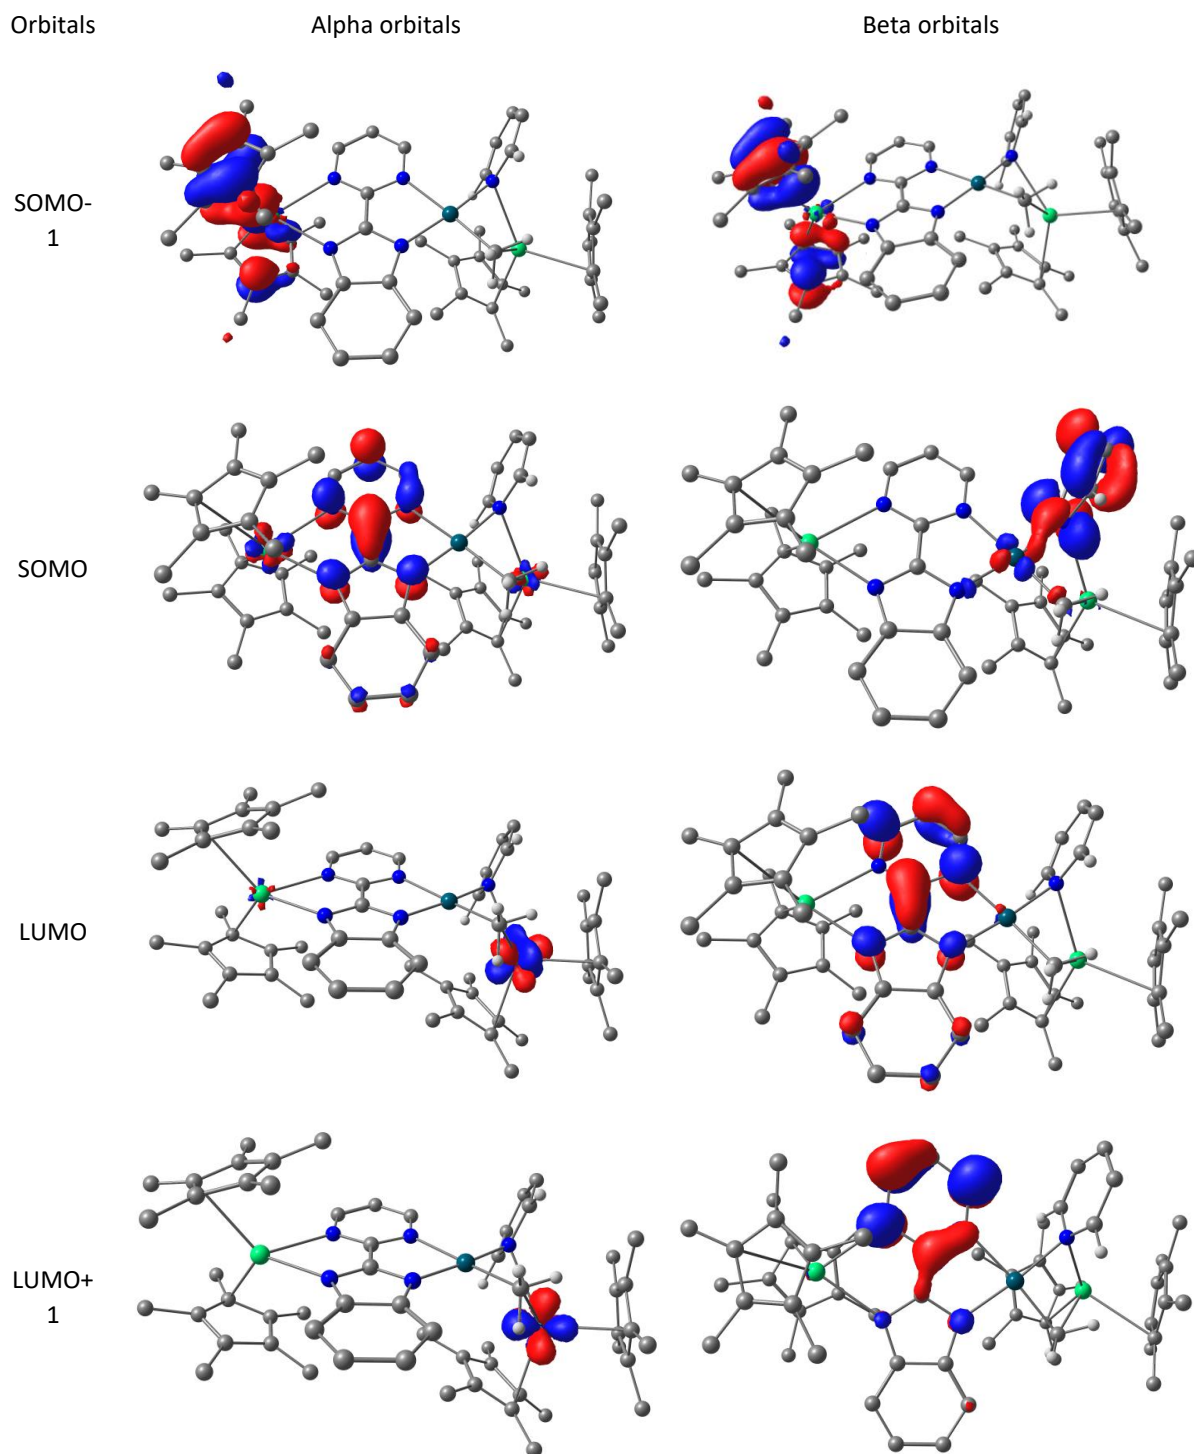 Orbitals Alpha orbitals Beta orbitals
SOMO-
1
SOMO
LUMO
LUMO+
1